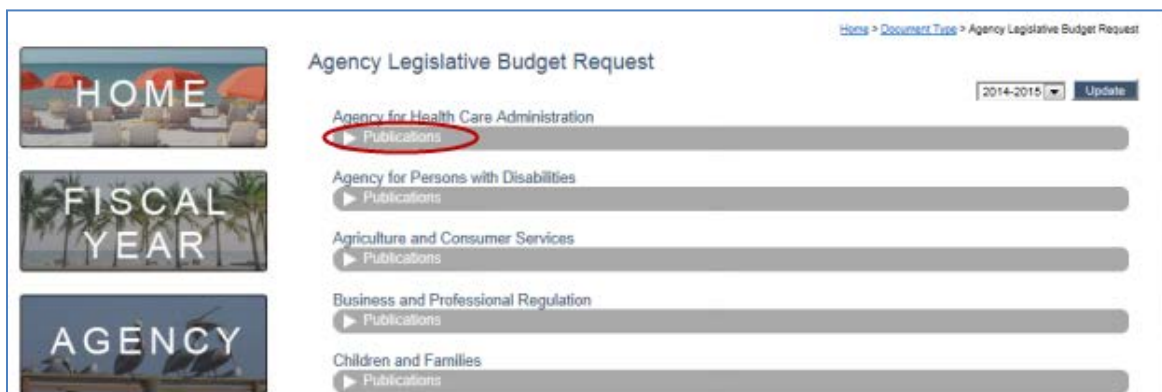 Home > Document Type > Agency Legislative Budget Request
HOME
FISCAL
YEAR
AGENCY
Agency Legislative Budget Request
2014-2015 Update
Agency for Health Care Administration
Publications
Agency for Persons with Disabilities
Publications
Agriculture and Consumer Services
Publications
Business and Professional Regulation
Publications
Children and Families
Publications